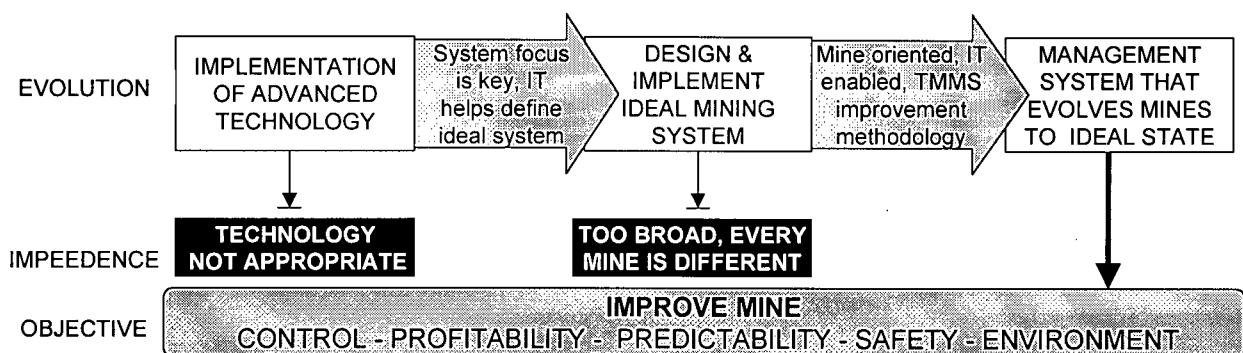 EVOLUTION
IMPLEMENTATION
OF ADVANCED
TECHNOLOGY
System focus
is key, IT
helps define
ideal system
DESIGN &
IMPLEMENT
IDEAL MINING
SYSTEM
Mine oriented, IT
enabled, TMMS
improvement
methodology
MANAGEMENT
SYSTEM THAT
EVOLVES MINES
TO IDEAL STATE
IMPEEDENCE
TECHNOLOGY
NOT APPROPRIATE
TOO BROAD, EVERY
MINE IS DIFFERENT
OBJECTIVE
IMPROVE MINE
CONTROL - PROFITABILITY - PREDICTABILITY - SAFETY - ENVIRONMENT